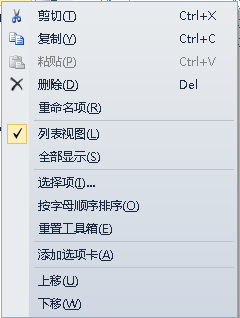 剪切(T) Ctrl+X
复制(Y) Ctrl+C
粘贴(P) Ctrl+V
删除(D) Del
重命名项(R)
列表视图(L)
全部显示(S)
选择项(I)...
按字母顺序排序(O)
重置工具箱(E)
添加选项卡(A)
上移(U)
下移(W)